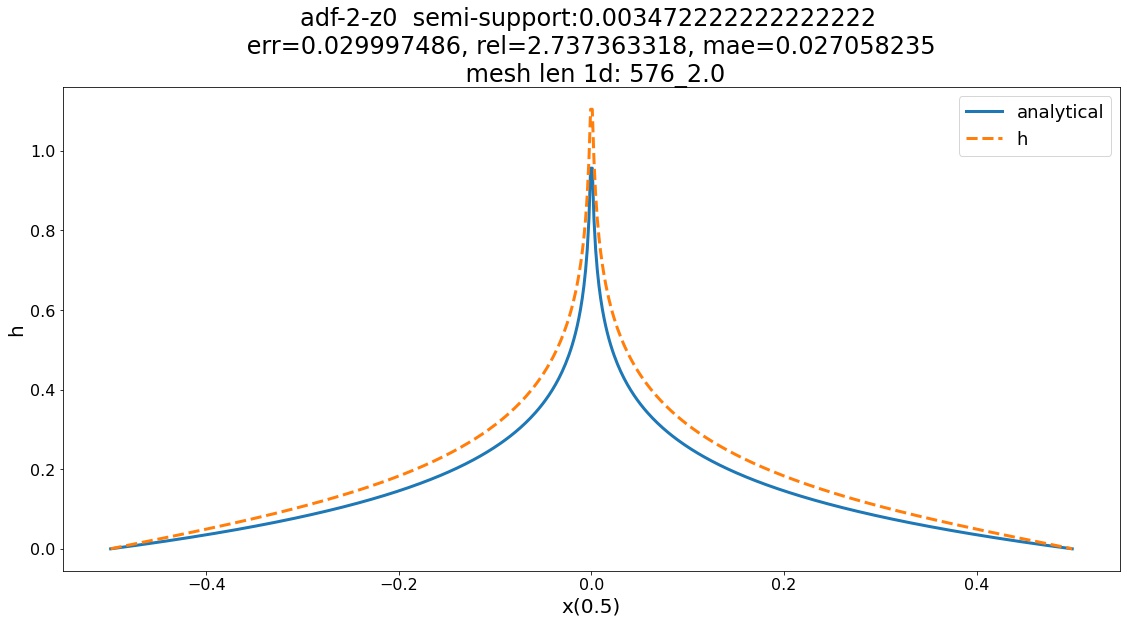 adf-2-z0 semi-support:0.003472222222222222
err=0.029997486, rel=2.737363318, mae=0.027058235
mesh len 1d: 576_2.0
analytical
h
1.0
0.8
0.6
0.4
0.2
0.0
h
−0.4
−0.2
0.0
0.2
0.4
x(0.5)